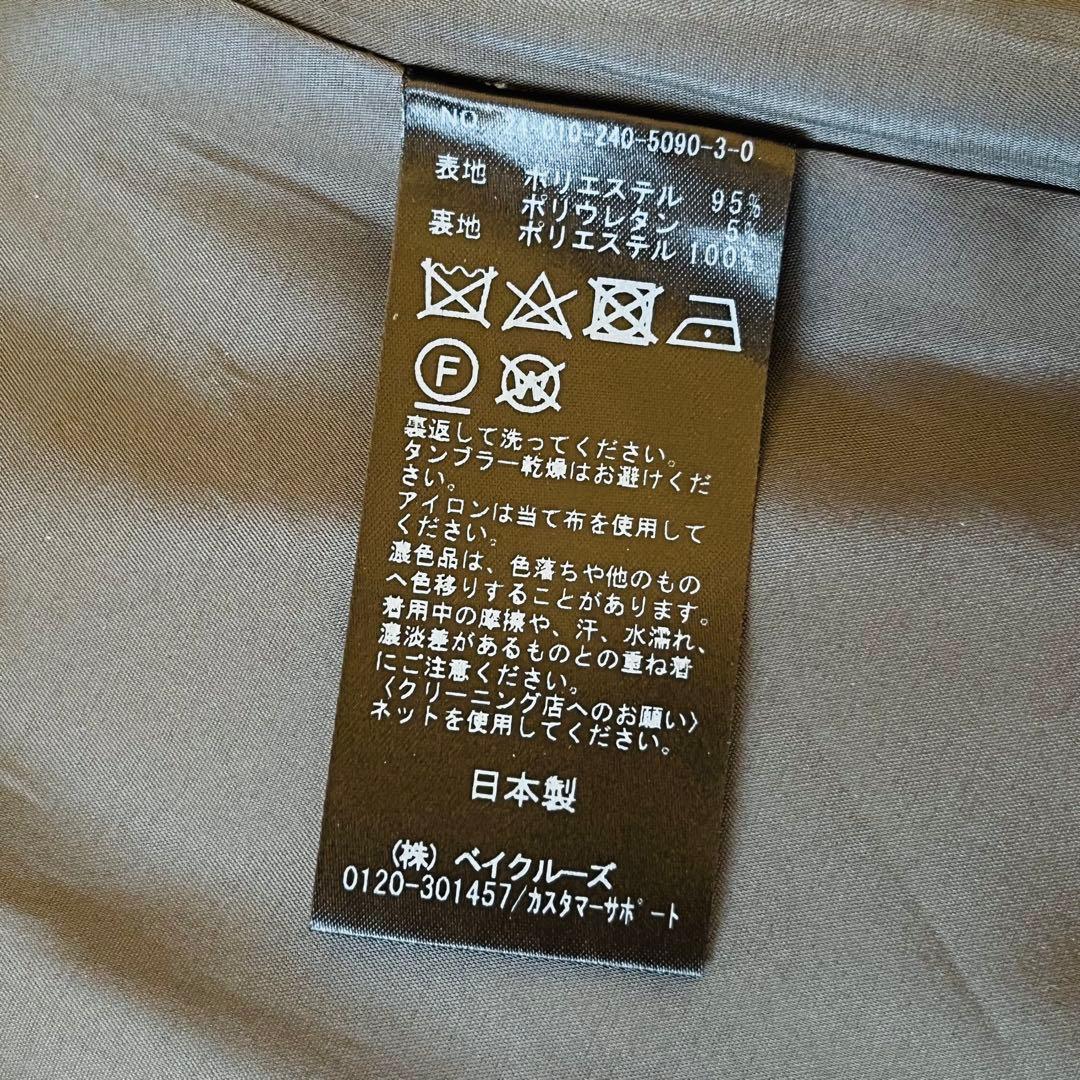 NO. 24-010-240-5090-3-0
表地 ポリエステル 95%
ポリウレタン 5%
裏地 ポリエステル 100%
F
W
裏返して洗ってください。
タンブラー乾燥はお避けくだ
さい。
アイロンは当て布を使用して
ください。
濃色品は、色落ちや他のもの
へ色移りすることがあります。
着用中の摩擦や、汗、水濡れ、
濃淡差があるものとの重ね着
にご注意ください。
〈クリーニング店へのお願い〉
ネットを使用してください。
日本製
(株) ベイクルーズ
0120-301457/カスタマーサポート